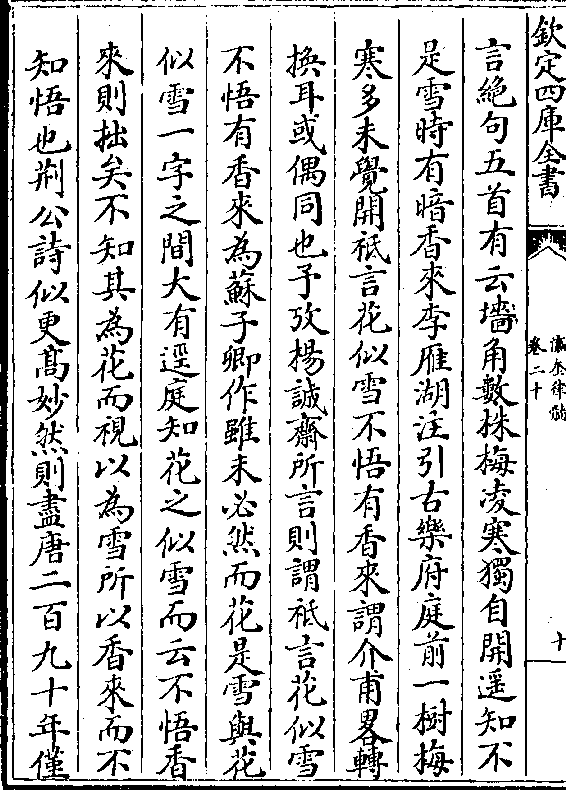 欽定四庫全書
瀛奎律髓
卷二十
十
言絶句五首有云墻角數株梅凌寒獨自開遥知不
是雪時有暗香來李雁湖注引古樂府庭前一樹梅
寒多未覺開祗言花似雪不悟有香來謂介甫畧轉
換耳或偶同也予攷楊誠齋所言則謂祗言花似雪
不悟有香來為蘇子卿作雖未必然而花是雪與花
似雪一字之間大有逕庭知花之似雪而云不悟香
來則拙矣不知其為花而視以為雪所以香來而不
知悟也荆公詩似更髙妙然則盡唐二百九十年僅